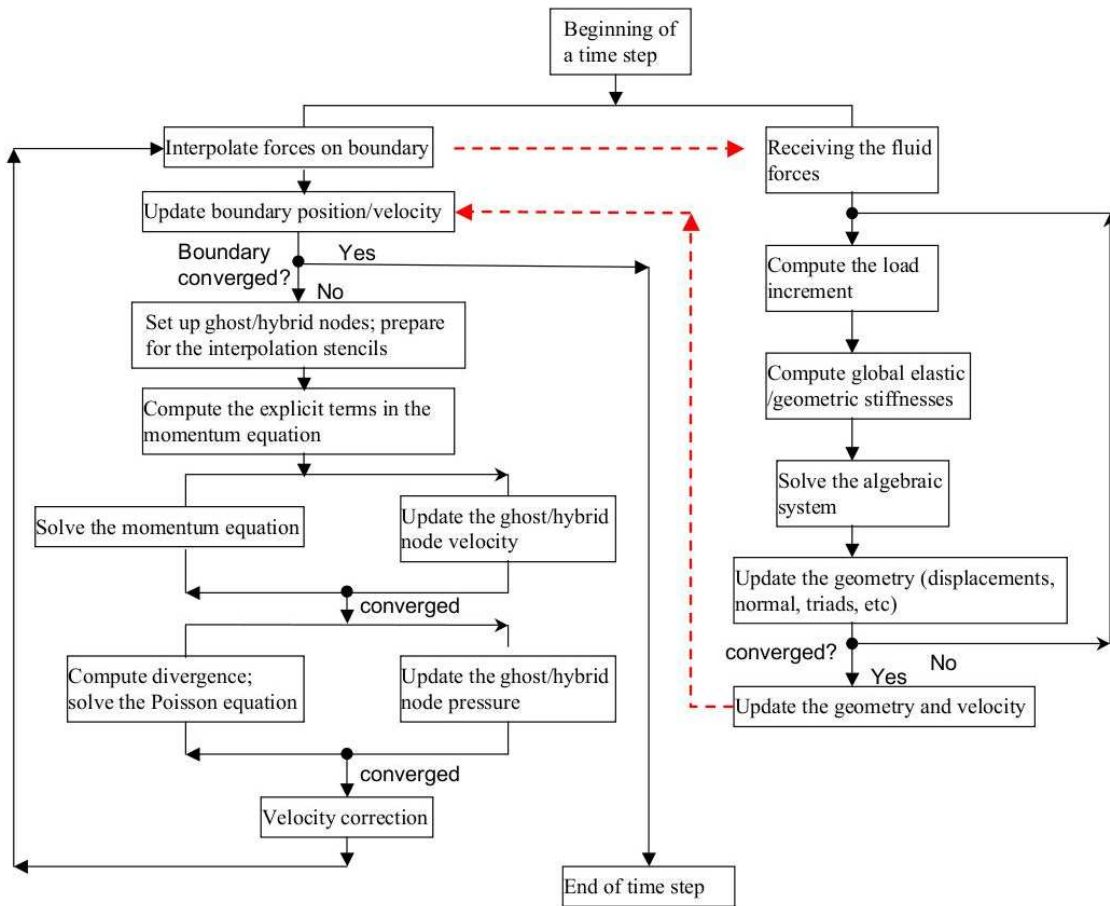 Beginning of
a time step
Interpolate forces on boundary
Receiving the fluid
forces
Update boundary position/velocity
Boundary
converged?
Yes
No
Compute the load
increment
Set up ghost/hybrid nodes; prepare
for the interpolation stencils
Compute global elastic
/geometric stiffnesses
Compute the explicit terms in the
momentum equation
Solve the algebraic
system
Solve the momentum equation
Update the ghost/hybrid
node velocity
converged
Update the geometry (displacements,
normal, triads, etc)
converged?
No
Yes
Compute divergence;
solve the Poisson equation
Update the ghost/hybrid
node pressure
Update the geometry and velocity
converged
Velocity correction
End of time step